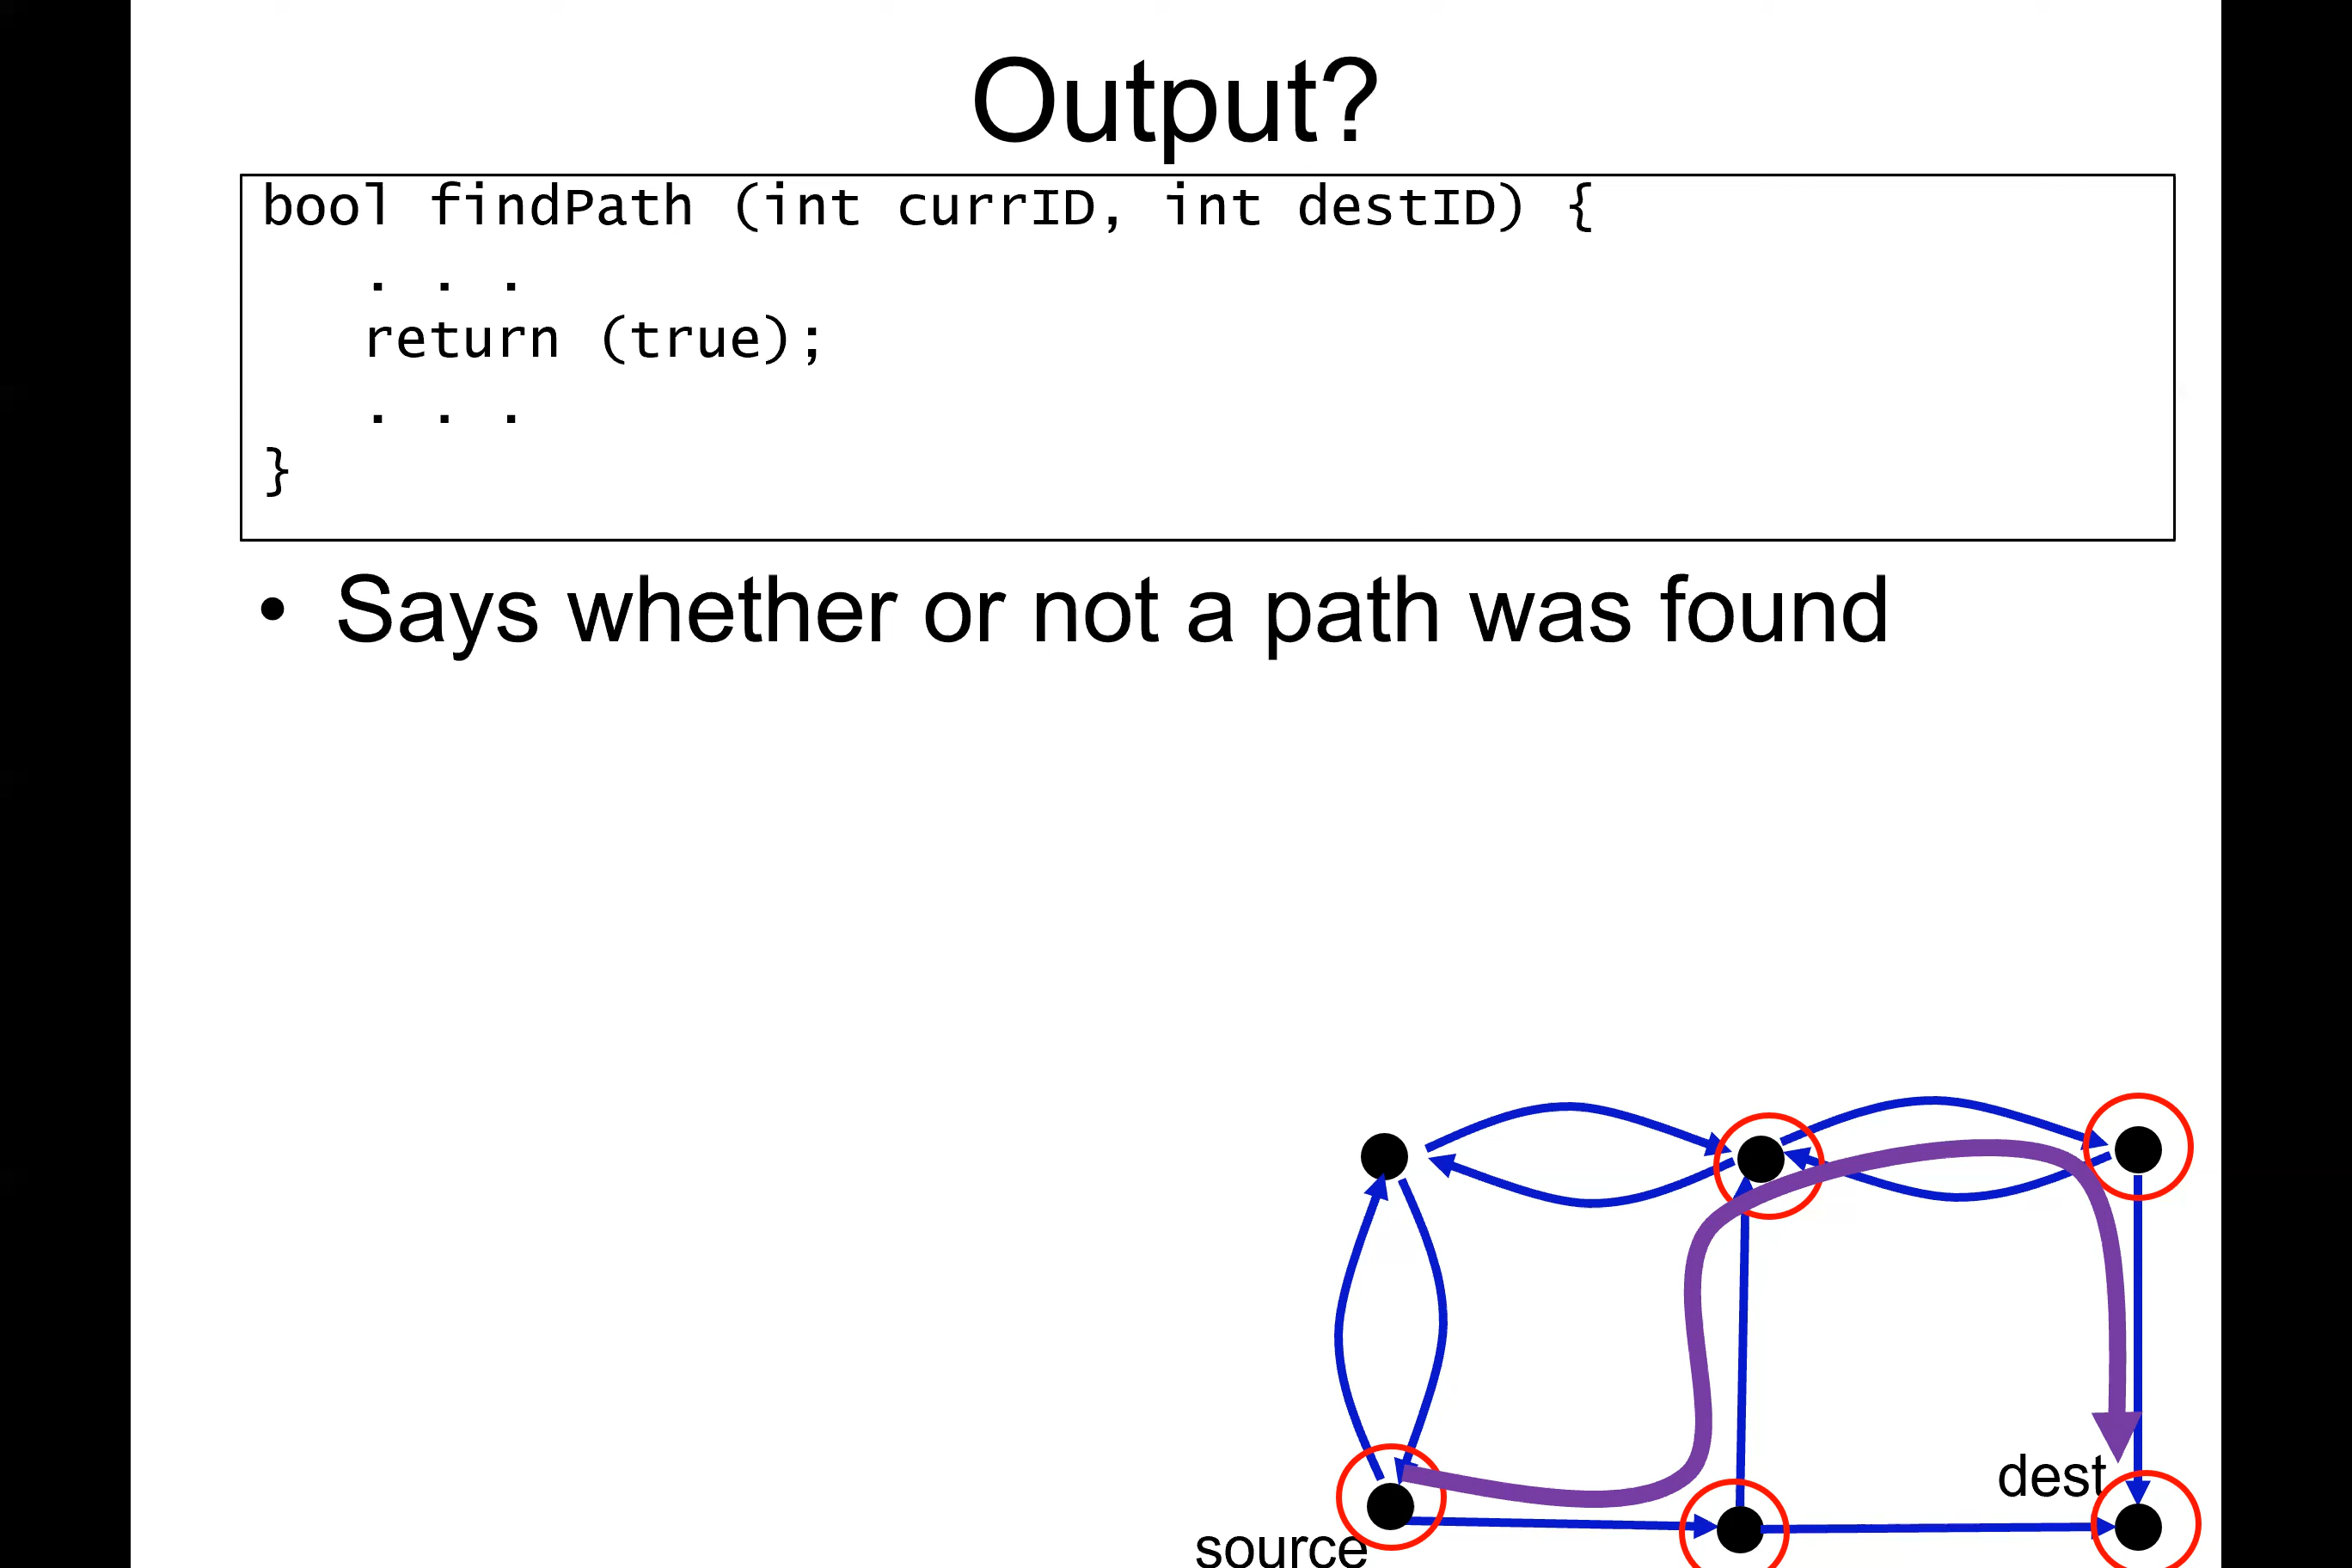 Output?
bool findPath (int currID, int destID) {
. . .
return (true);
. . .
}
• Says whether or not a path was found
dest
source